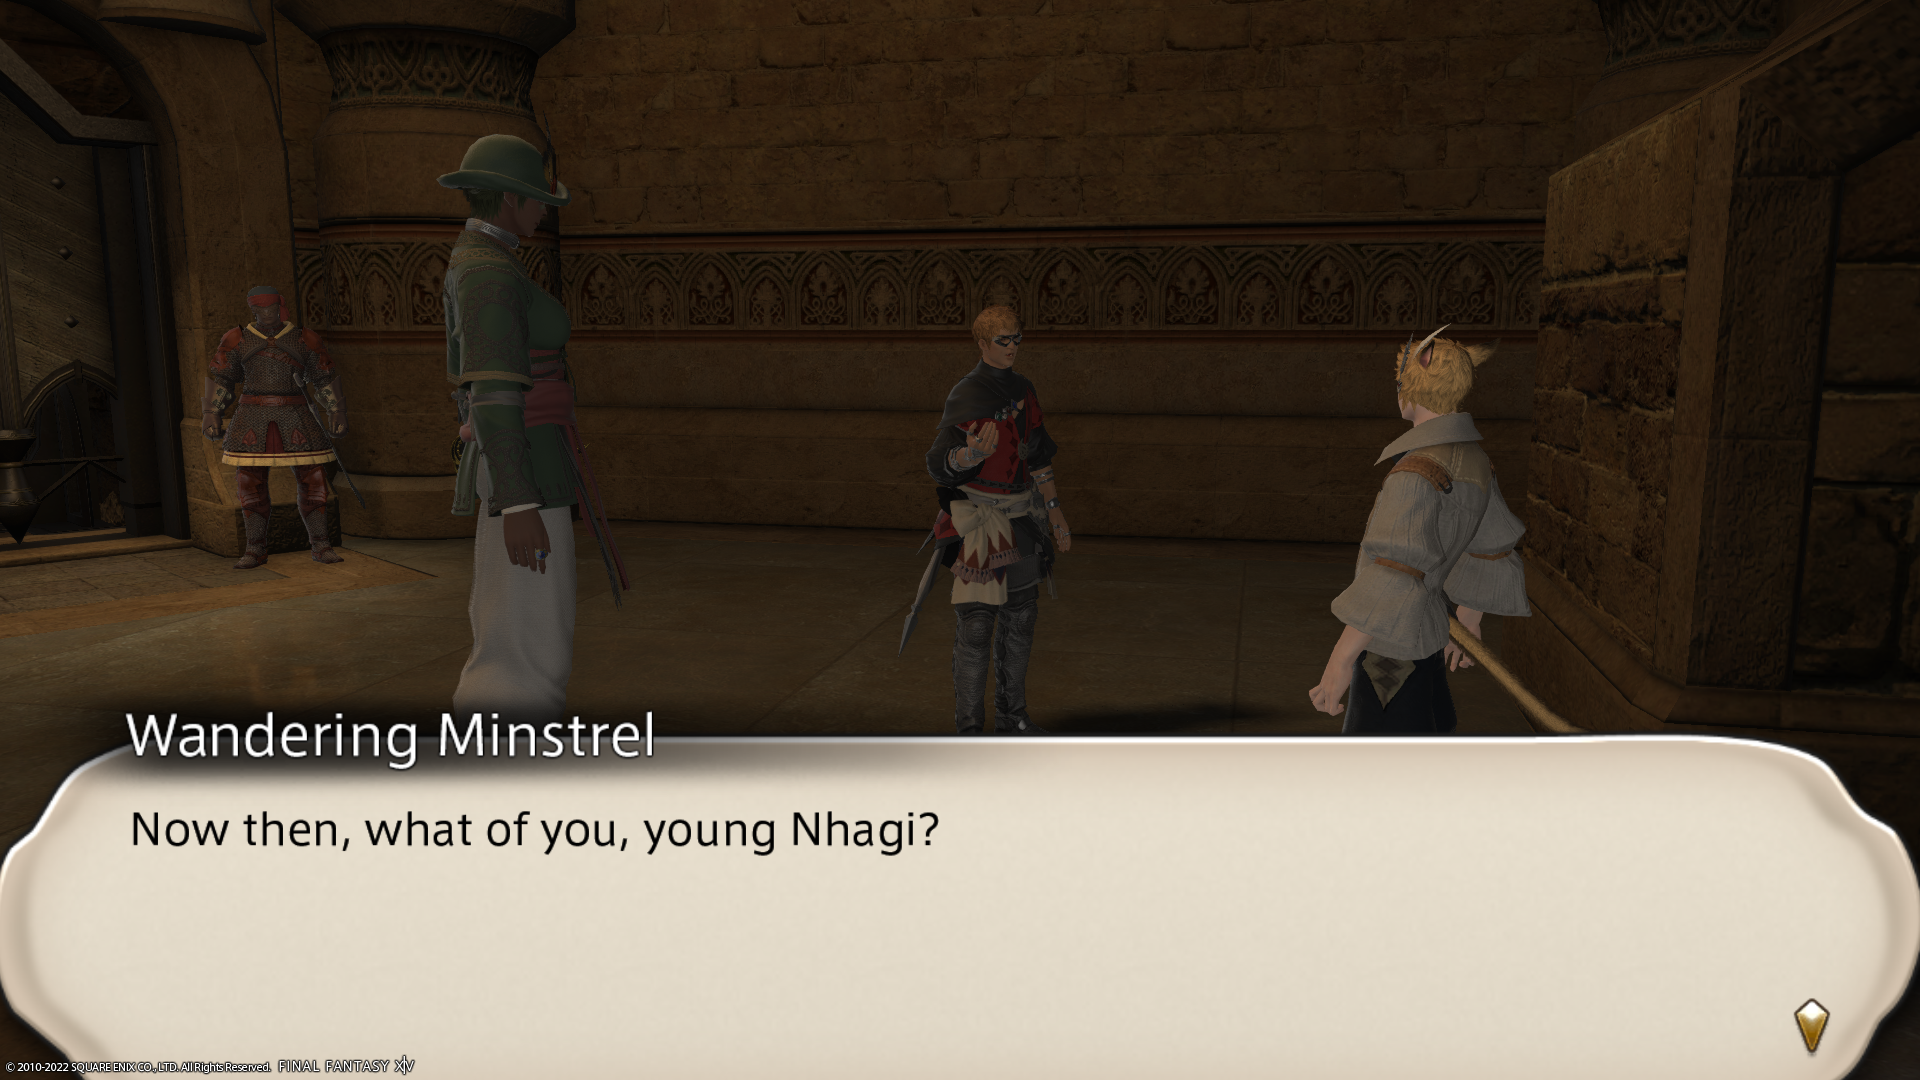 Wandering Minstrel
Now then, what of you, young Nhagi?
© 2010-2022 SQUARE ENIX CO., LTD. All Rights Reserved. FINAL FANTASY XIV